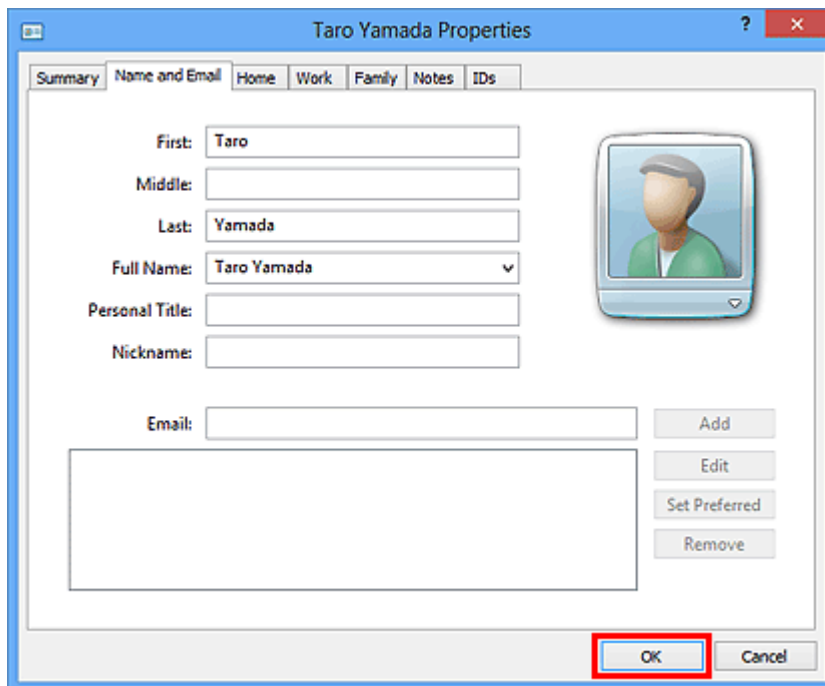 Taro Yamada Properties
?
Summary Name and Email Home Work Family Notes IDs
First: Taro
Middle:
Last: Yamada
Full Name: Taro Yamada
Personal Title:
Nickname:
Email:
Add
Edit
Set Preferred
Remove
OK Cancel